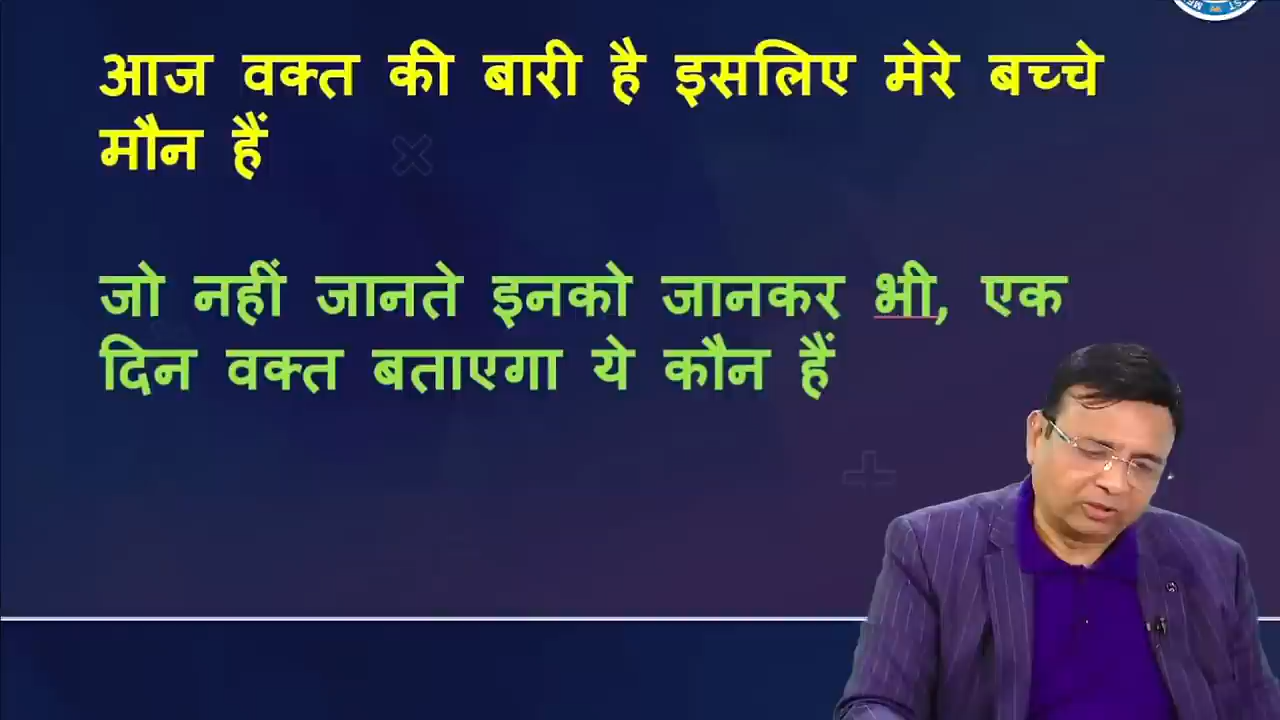 आज वक्त की बारी है इसलिए मेरे बच्चे
मौन हैं
जो नहीं जानते इनको जानकर भी, एक
दिन वक्त बताएगा ये कौन हैं